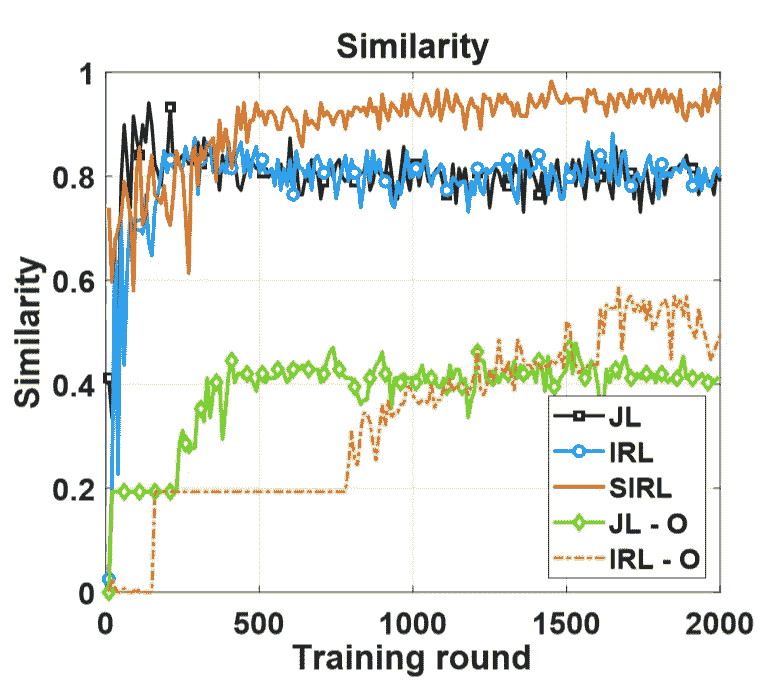 Similarity
Similarity
1
0.8
0.6
0.4
0.2
0
0 500 1000 1500 2000
Training round
JL
IRL
SIRL
JL - O
IRL - O